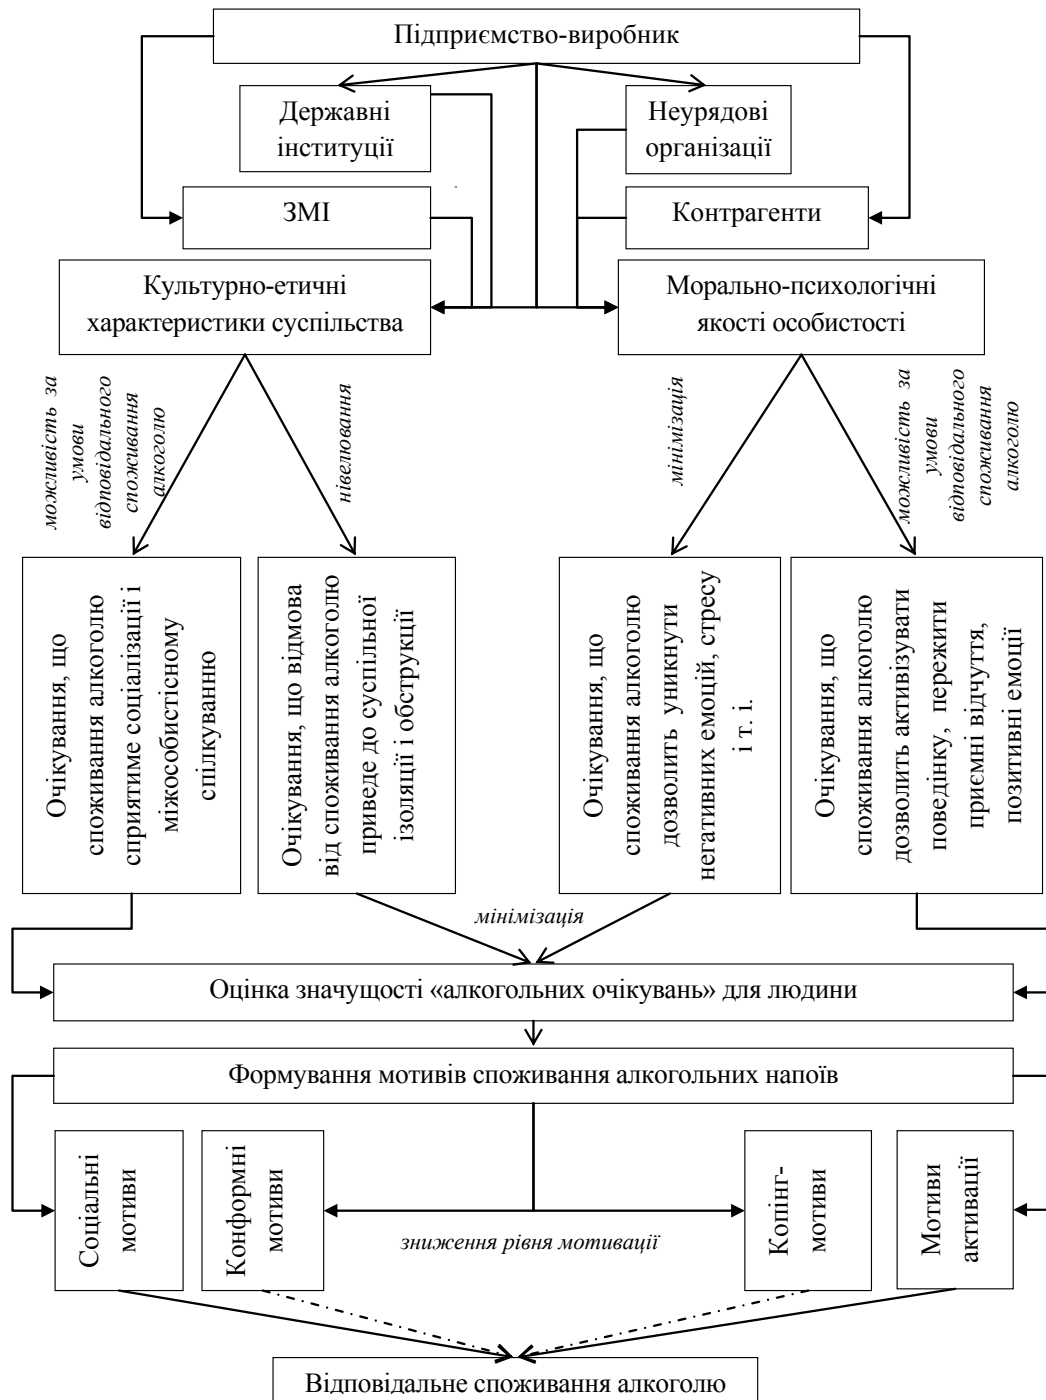 Підприємство-виробник
Державні
інституції
Неурядові
організації
ЗМІ
Контрагенти
Культурно-етичні
характеристики суспільства
Морально-психологічні
якості особистості
можливість за
умови
відповідального
споживання
алкоголю
нівелювання
мінімізація
можливість за
умови
відповідального
споживання
алкоголю
Очікування, що
споживання алкоголю
сприятиме соціалізації і
міжособистісному
спілкуванню
Очікування, що відмова
від споживання алкоголю
приведе до суспільної
ізоляції і обструкції
Очікування, що
споживання алкоголю
дозволить уникнути
негативних емоцій, стресу
і т. і.
Очікування, що
споживання алкоголю
дозволить активізувати
поведінку, пережити
приємні відчуття,
позитивні емоції
мінімізація
Оцінка значущості «алкогольних очікувань» для людини
Формування мотивів споживання алкогольних напоїв
Соціальні
мотиви
Конформні
мотиви
Копінг-
мотиви
Мотиви
активації
зниження рівня мотивації
Відповідальне споживання алкоголю